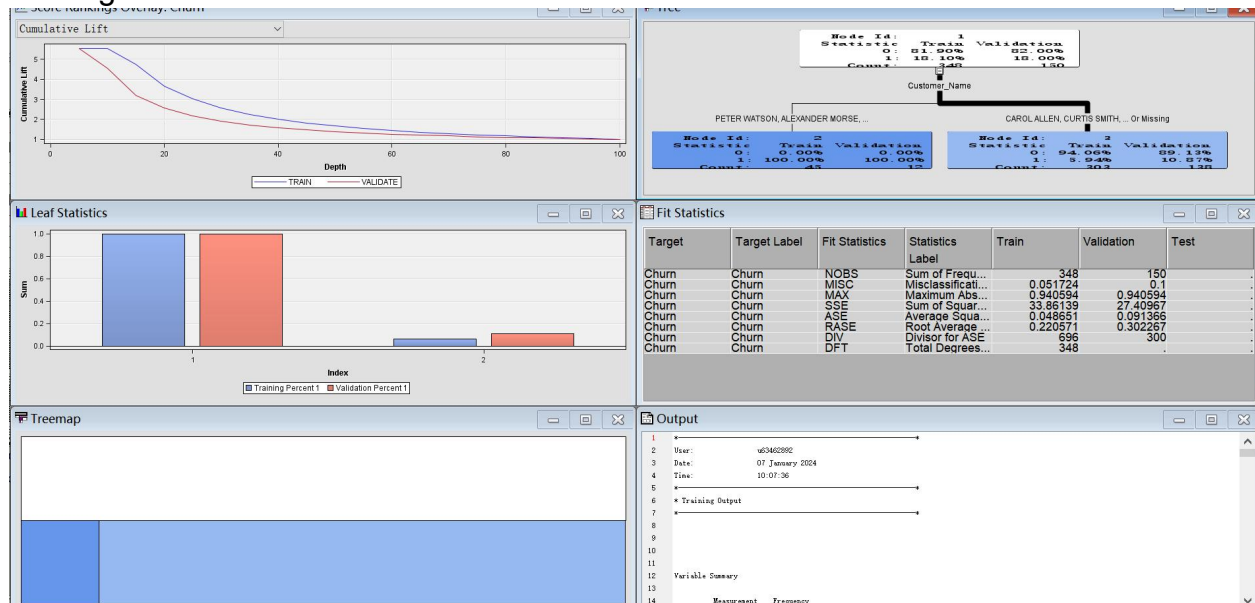 Score Rankings Overlay: Churn
Cumulative Lift
Cumulative Lift
5
4
3
2
1
0 20 40 60 80 100
Depth
TRAIN VALIDATE
Tree
Node Id: 1
Statistic Train Validation
0: 81.90% 82.00%
1: 18.10% 18.00%
Count: 348 150
Customer_Name
PETER WATSON, ALEXANDER MORSE, ...
CAROL ALLEN, CURTIS SMITH, ... Or Missing
Node Id: 2
Statistic Train Validation
0: 0.00% 0.00%
1: 100.00% 100.00%
Count: 45 12
Node Id: 3
Statistic Train Validation
0: 94.06% 89.13%
1: 5.94% 10.87%
Count: 303 138
Leaf Statistics
Sum
1.0
0.8
0.6
0.4
0.2
0.0
1 2
Index
Training Percent 1 Validation Percent 1
Fit Statistics
Target Target Label Fit Statistics Statistics Label Train Validation Test
Churn Churn NOBS Sum of Frequ... 348 150 .
Churn Churn MISC Misclassificati... 0.051724 0.1 .
Churn Churn MAX Maximum Abs... 0.940594 0.940594 .
Churn Churn SSE Sum of Squar... 33.86139 27.40967 .
Churn Churn ASE Average Squa... 0.048651 0.091366 .
Churn Churn RASE Root Average ... 0.220571 0.302267 .
Churn Churn DIV Divisor for ASE 696 300 .
Churn Churn DFT Total Degrees... 348 . .
Treemap
Output
1 *
2 User: u63462892
3 Date: 07 January 2024
4 Time: 10:07:36
5 *
6 * Training Output
7 *
8
9
10
11
12 Variable Summary
13
14 Measurement Frequency